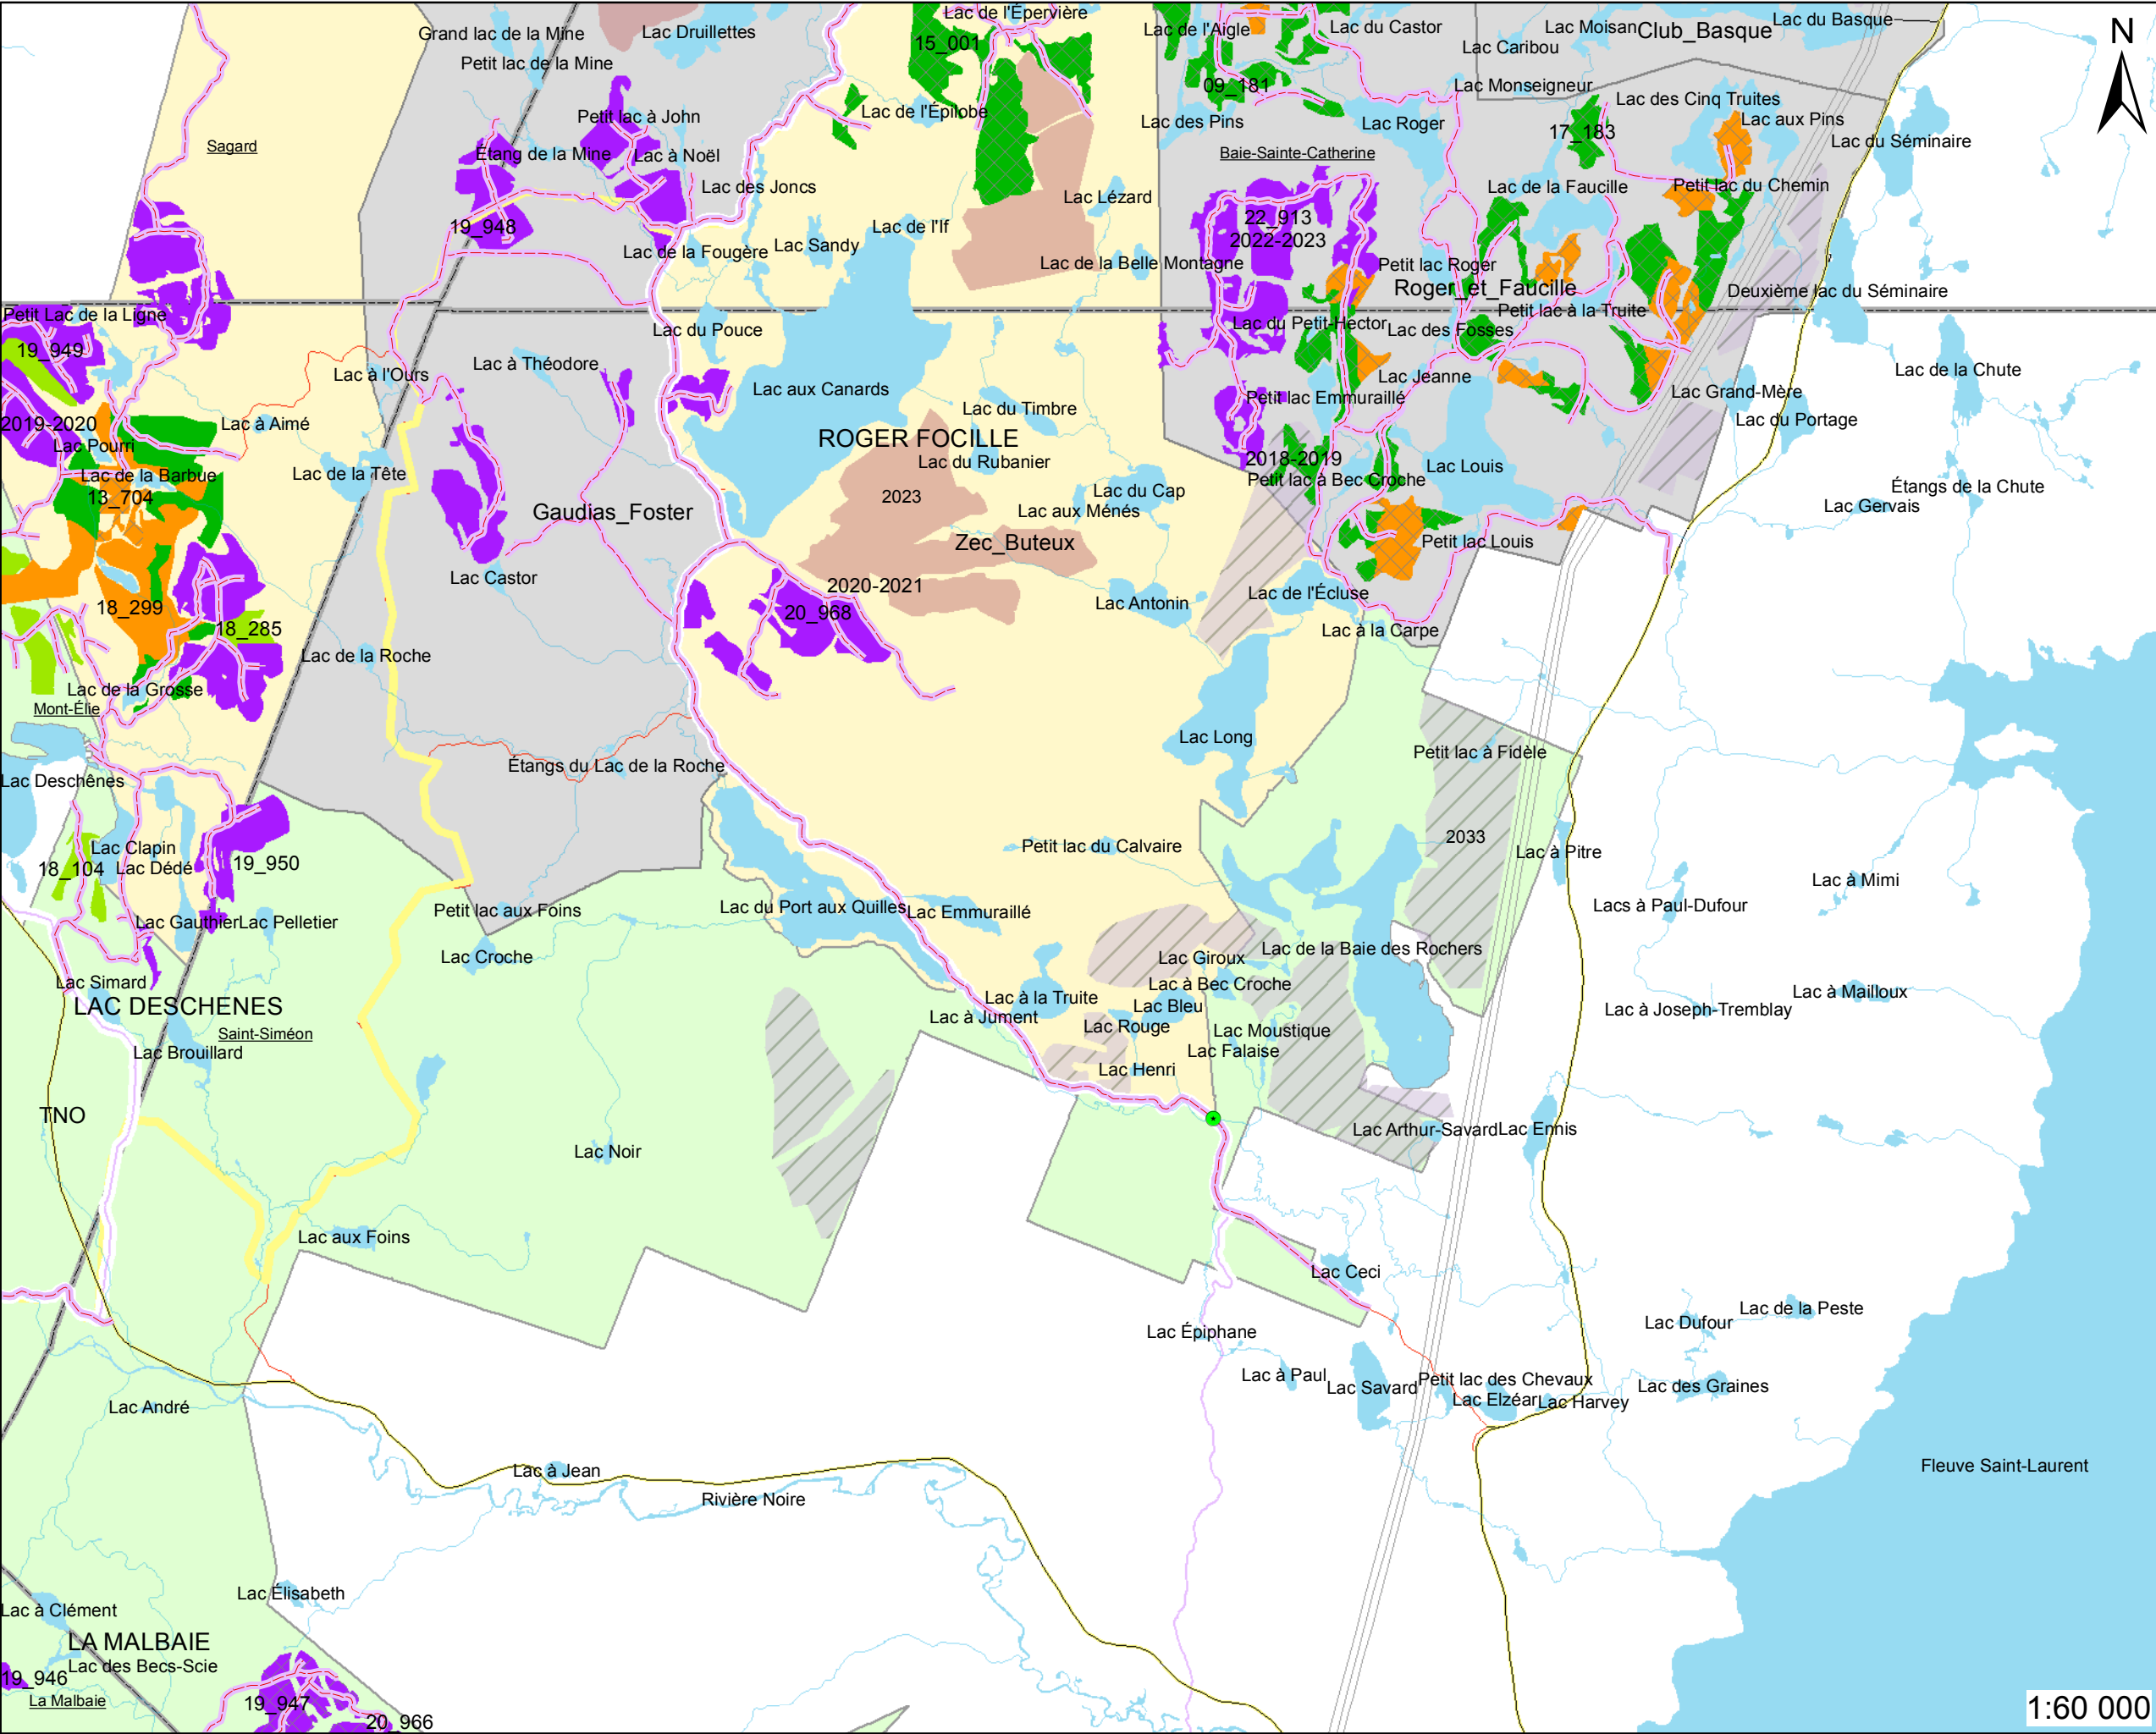 Lac de l'Épervière
Grand lac de la Mine
Lac Druillettes
15_001
Lac de l'Aigle
Lac du Castor
Lac Moisan
Club_Basque
Lac du Basque
N
Lac Caribou
Petit lac de la Mine
09_181
Lac Monseigneur
Lac des Cinq Truites
Petit lac à John
Lac de l'Épilobe
Lac des Pins
Lac Roger
17_183
Lac aux Pins
Lac du Séminaire
Sagard
Étang de la Mine
Lac à Noël
Baie-Sainte-Catherine
Lac des Joncs
Lac Lézard
Lac de la Faucille
Petit lac du Chemin
19_948
Lac de l'If
22_913
2022-2023
Lac de la Fougère
Lac Sandy
Lac de la Belle Montagne
Petit lac Roger
Roger_et_Faucille
Deuxième lac du Séminaire
Petit Lac de la Ligne
Petit lac à la Truite
Lac du Pouce
Lac du Petit-Hector
Lac des Fosses
19_949
Lac à l'Ours
Lac à Théodore
Lac aux Canards
Lac Jeanne
Lac de la Chute
Petit lac Emmuraillé
Lac Grand-Mère
2019-2020
Lac à Aimé
Lac du Timbre
Lac du Portage
Lac Pourri
ROGER FOCILLE
Lac de la Barbue
Lac de la Tête
Lac du Rubanier
2018-2019
Lac Louis
13_704
2023
Lac du Cap
Petit lac à Bec Croche
Étangs de la Chute
Gaudias_Foster
Lac aux Ménés
Lac Gervais
Zec_Buteux
Petit lac Louis
Lac Castor
2020-2021
18_299
20_968
Lac Antonin
Lac de l'Écluse
18_285
Lac à la Carpe
Lac de la Roche
Lac de la Grosse
Mont-Élie
Lac Long
Petit lac à Fidèle
Lac Deschênes
Étangs du Lac de la Roche
2033
Lac Clapin
Petit lac du Calvaire
Lac à Pitre
18_104
Lac Dédé
19_950
Lac à Mimi
Lac Gauthier
Lac Pelletier
Petit lac aux Foins
Lac du Port aux Quilles
Lac Emmuraillé
Lacs à Paul-Dufour
Lac Croche
Lac Giroux
Lac de la Baie des Rochers
Lac Simard
Lac à Bec Croche
LAC DESCHENES
Lac à la Truite
Lac Bleu
Lac à Mailloux
Lac à Jument
Lac Rouge
Lac à Joseph-Tremblay
Saint-Siméon
Lac Moustique
Lac Brouillard
Lac Falaise
Lac Henri
TNO
Lac Noir
Lac Arthur-Savard
Lac Ennis
Lac aux Foins
Lac Ceci
Lac de la Peste
Lac Épiphane
Lac Dufour
Lac à Paul
Lac Savard
Petit lac des Chevaux
Lac des Graines
Lac Elzéar
Lac Harvey
Lac André
Lac à Jean
Fleuve Saint-Laurent
Rivière Noire
Lac Élisabeth
Lac à Clément
LA MALBAIE
Lac des Becs-Scie
19_946
La Malbaie
19_947
20_966
1:60 000